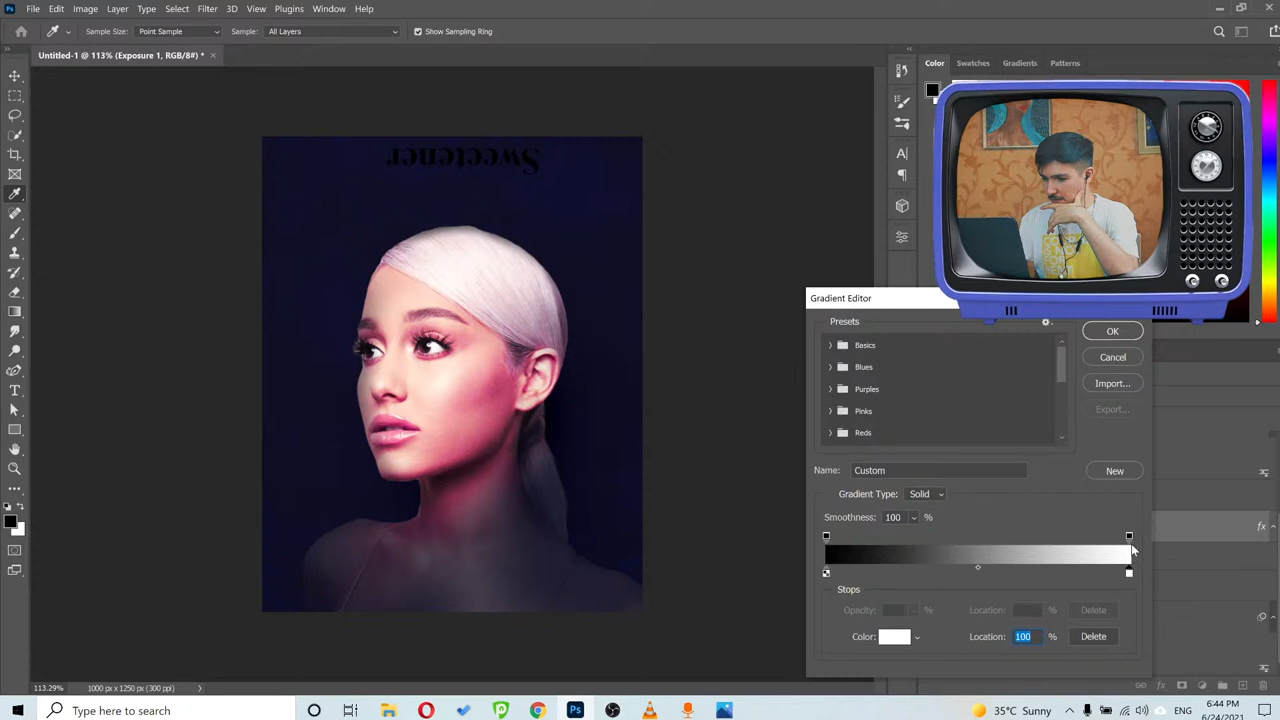 Ps File Edit Image Layer Type Select Filter 3D View Plugins Window Help
Sample Size: Point Sample Sample: All Layers Show Sampling Ring
Untitled-1 @ 113% (Exposure 1, RGB/8#) *
Color Swatches Gradients Patterns
Sweetener
Gradient Editor
Presets
Basics
Blues
Purples
Pinks
Reds
OK
Cancel
Import...
Export...
Name: Custom New
Gradient Type: Solid
Smoothness: 100 %
Stops
Opacity: % Location: % Delete
Color: Location: 100 % Delete
fx
113.29% 1000 px x 1250 px (300 ppi)
Type here to search
Ps
35°C Sunny
ENG
6:44 PM
6/24/2021